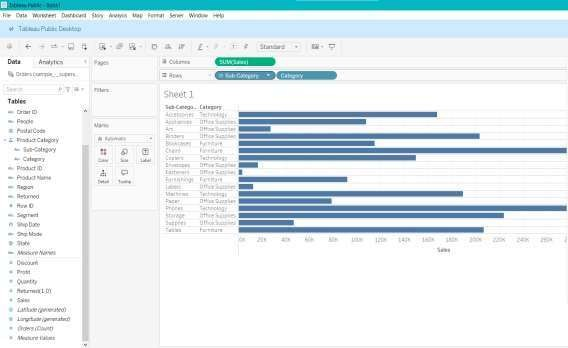 Tableau Public - Book1
File Data Worksheet Dashboard Story Analysis Map Format Server Window Help
Tableau Public Desktop
Standard
Data Analytics
Orders (sample_-_supers...
Search
Tables
Order ID
People
Postal Code
Product Category
Sub-Category
Category
Product ID
Product Name
Region
Returned
Row ID
Segment
Ship Date
Ship Mode
State
Measure Names
Discount
Profit
Quantity
Returned(1,0)
Sales
Latitude (generated)
Longitude (generated)
Orders (Count)
Measure Values
Pages
Filters
Marks
Automatic
Color Size Label
Detail Tooltip
Columns SUM(Sales)
Rows Sub-Category Category
Sheet 1
Sub-Catego... Category
Accessories Technology
Appliances Office Supplies
Art Office Supplies
Binders Office Supplies
Bookcases Furniture
Chairs Furniture
Copiers Technology
Envelopes Office Supplies
Fasteners Office Supplies
Furnishings Furniture
Labels Office Supplies
Machines Technology
Paper Office Supplies
Phones Technology
Storage Office Supplies
Supplies Office Supplies
Tables Furniture
0K 20K 40K 60K 80K 100K 120K 140K 160K 180K 200K 220K 240K 260K
Sales